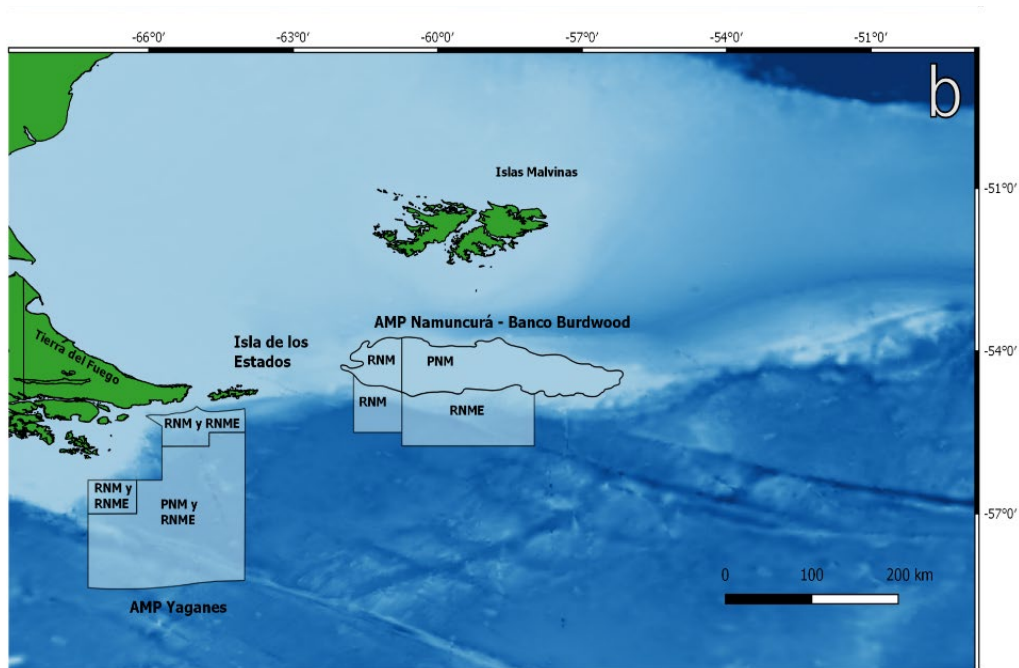 -66°0' -63°0' -60°0' -57°0' -54°0' -51°0'
b
Islas Malvinas
-51°0'
AMP Namuncurá - Banco Burdwood
Isla de los
Estados
Tierra del Fuego
RNM PNM
-54°0'
RNM RNME
RNM y RNME
RNM y
RNME
PNM y
RNME
-57°0'
0 100 200 km
AMP Yaganes